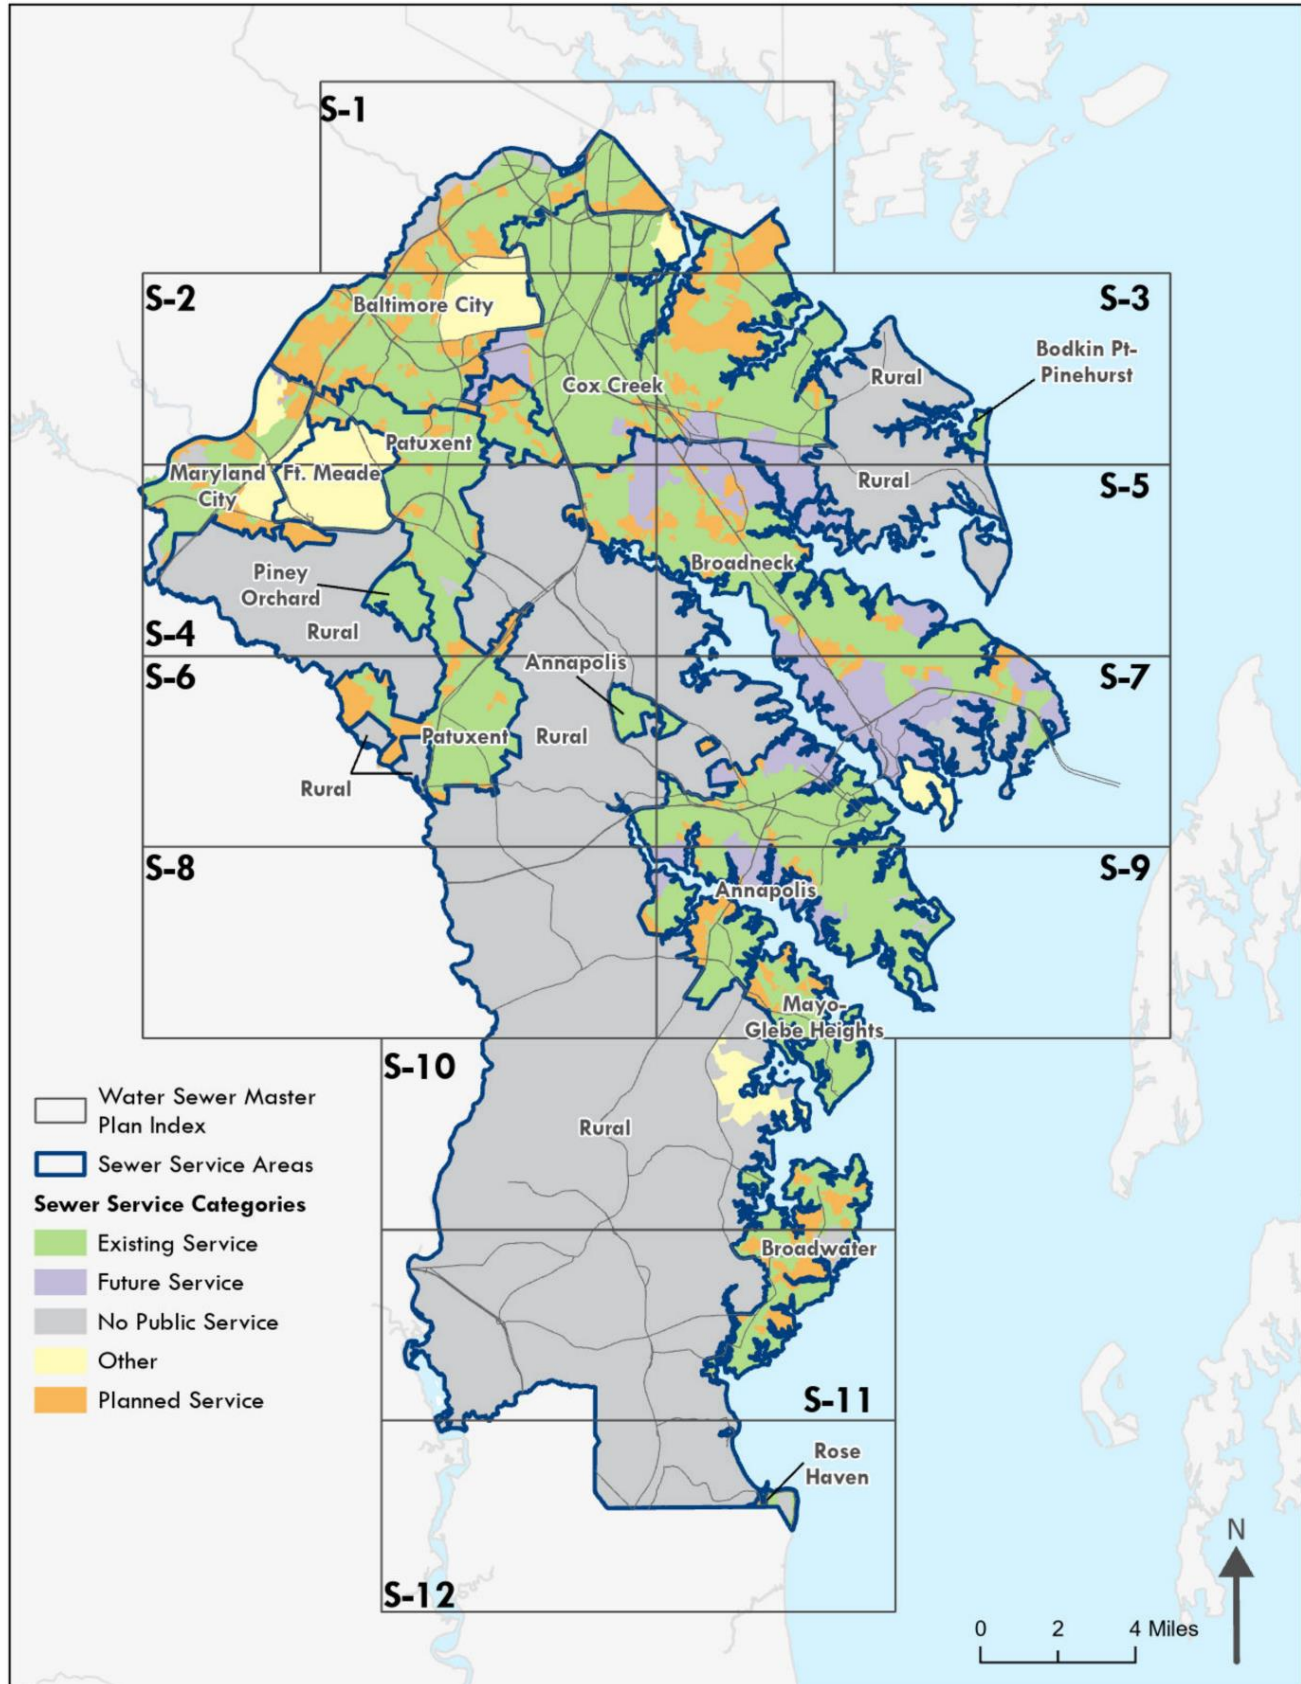 S-1
S-2
S-3
Baltimore City
Bodkin Pt-
Pinehurst
Rural
Cox Creek
Patuxent
Maryland
City
Ft. Meade
Rural
S-5
Broadneck
Piney
Orchard
Rural
S-4
S-6
Annapolis
S-7
Patuxent
Rural
Rural
S-8
S-9
Annapolis
Mayo-
Glebe Heights
S-10
Rural
Water Sewer Master
Plan Index
Sewer Service Areas
Sewer Service Categories
Existing Service
Future Service
No Public Service
Other
Planned Service
Broadwater
S-11
Rose
Haven
S-12
N
0 2 4 Miles